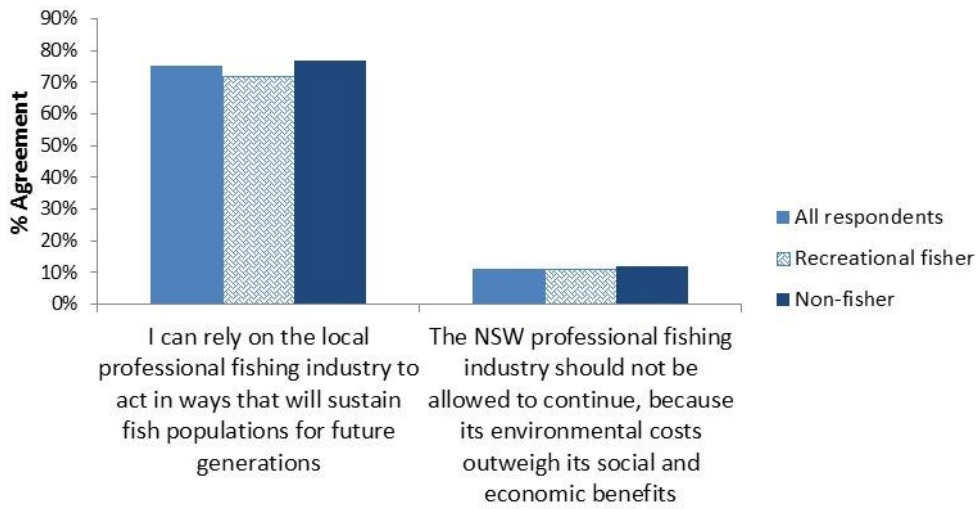 90%
80%
70%
60%
50%
40%
30%
20%
10%
0%
% Agreement
I can rely on the local
professional fishing industry to
act in ways that will sustain
fish populations for future
generations
The NSW professional fishing
industry should not be
allowed to continue, because
its environmental costs
outweigh its social and
economic benefits
All respondents
Recreational fisher
Non-fisher